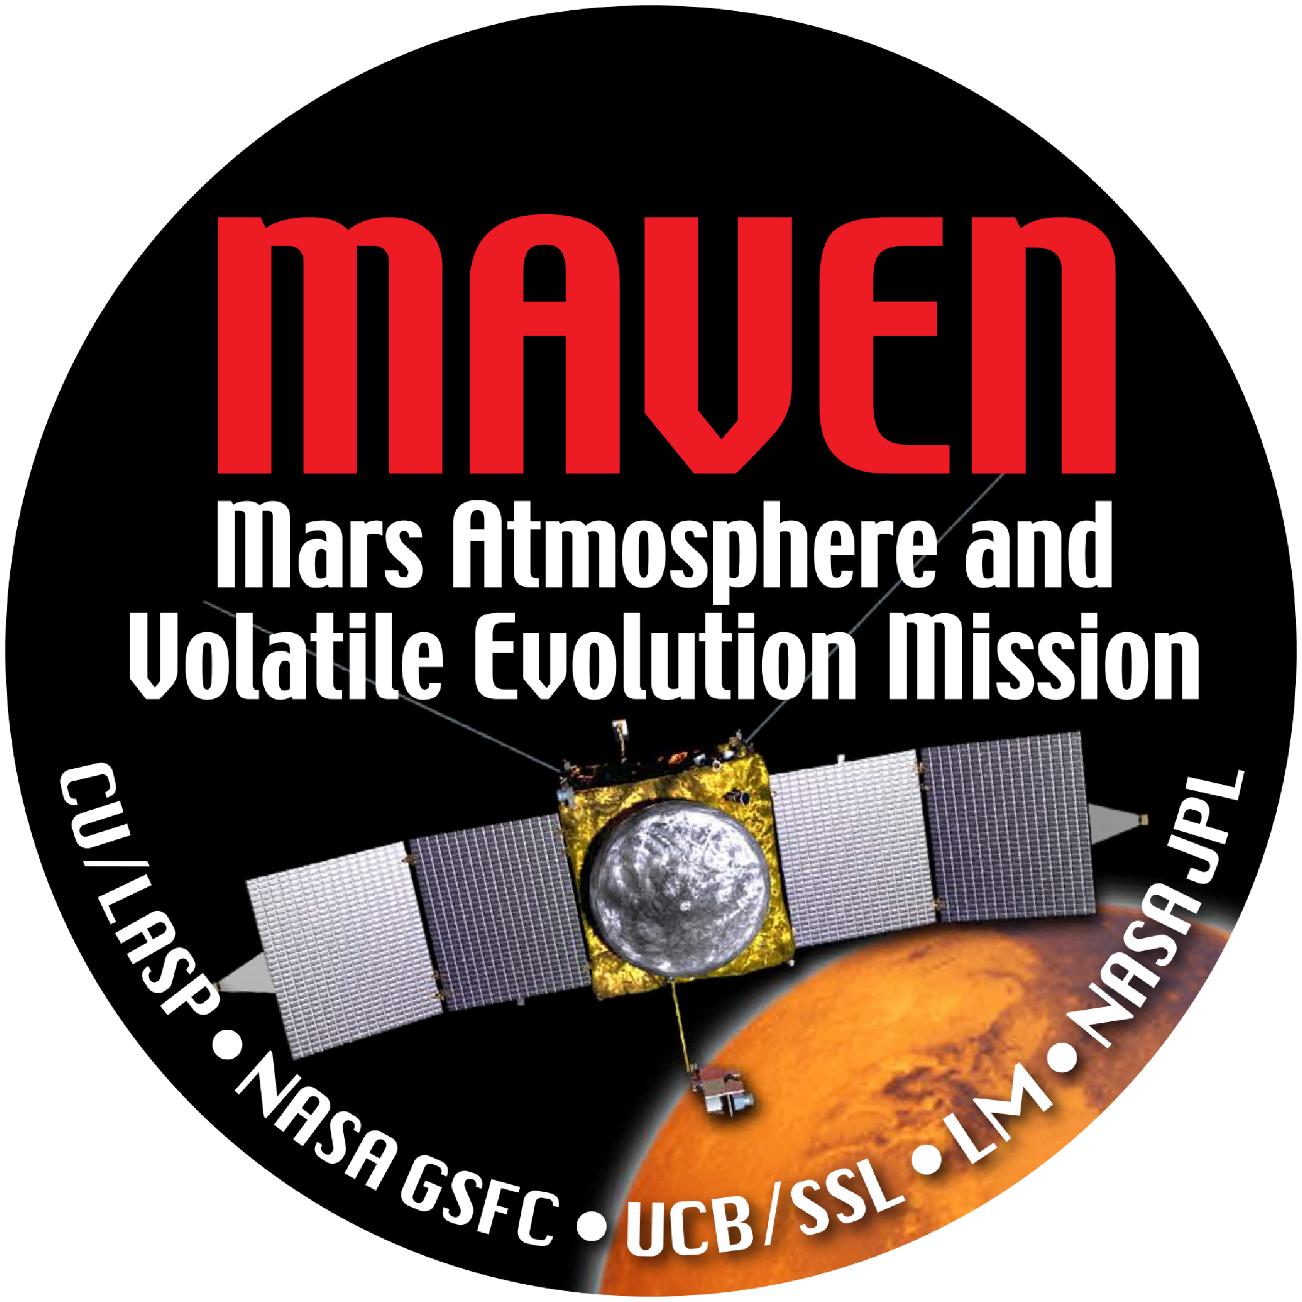 MAVEN
Mars Atmosphere and
Volatile Evolution Mission
CU/LASP • NASA GSFC • UCB/SSL • LM • NASA JPL